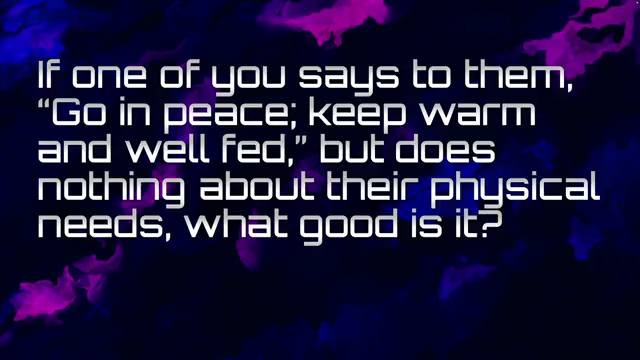 If one of you says to them,
“Go in peace; keep warm
and well fed,” but does
nothing about their physical
needs, what good is it?